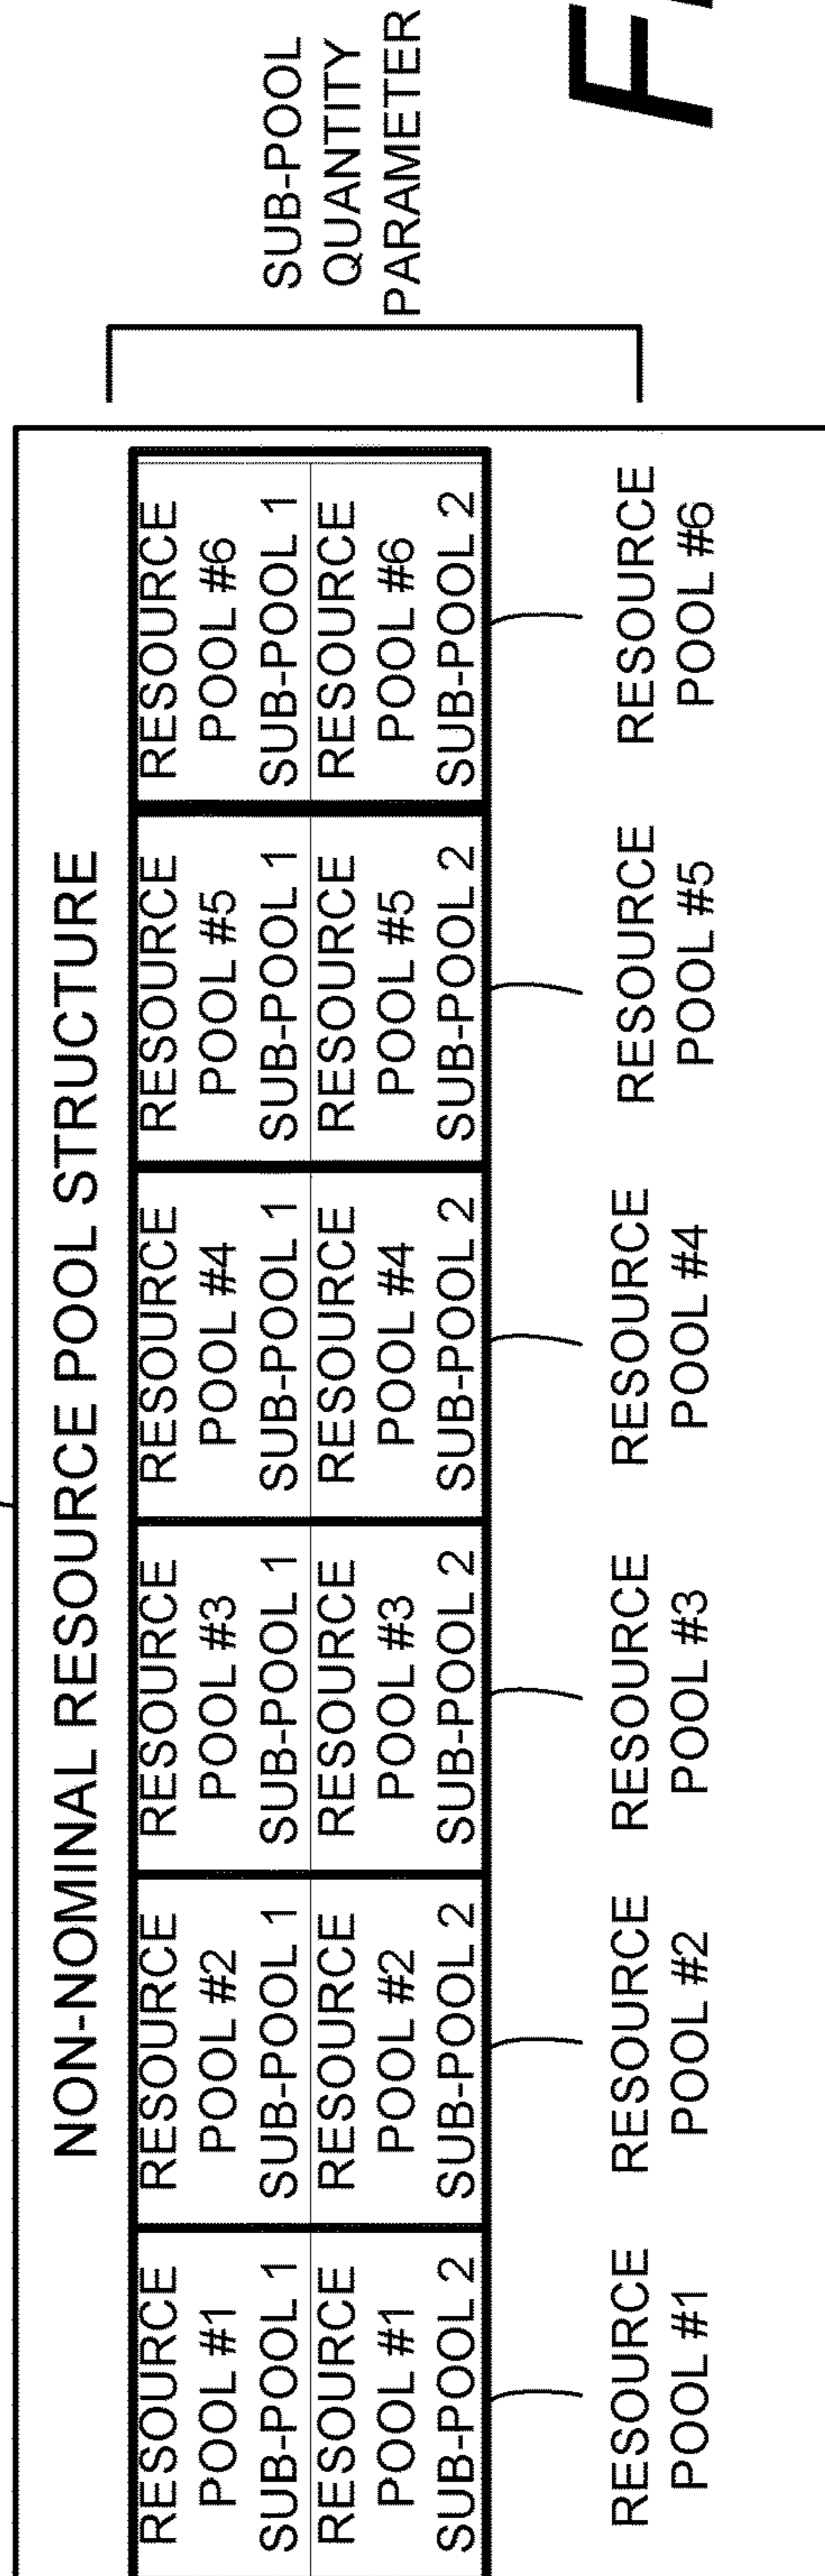 NON-NOMINAL RESOURCE POOL STRUCTURE
RESOURCE
POOL #1
SUB-POOL 1
RESOURCE
POOL #1
SUB-POOL 2
RESOURCE
POOL #2
SUB-POOL 1
RESOURCE
POOL #2
SUB-POOL 2
RESOURCE
POOL #3
SUB-POOL 1
RESOURCE
POOL #3
SUB-POOL 2
RESOURCE
POOL #4
SUB-POOL 1
RESOURCE
POOL #4
SUB-POOL 2
RESOURCE
POOL #5
SUB-POOL 1
RESOURCE
POOL #5
SUB-POOL 2
RESOURCE
POOL #6
SUB-POOL 1
RESOURCE
POOL #6
SUB-POOL 2
RESOURCE
POOL #1
RESOURCE
POOL #2
RESOURCE
POOL #3
RESOURCE
POOL #4
RESOURCE
POOL #5
RESOURCE
POOL #6
SUB-POOL
QUANTITY
PARAMETER